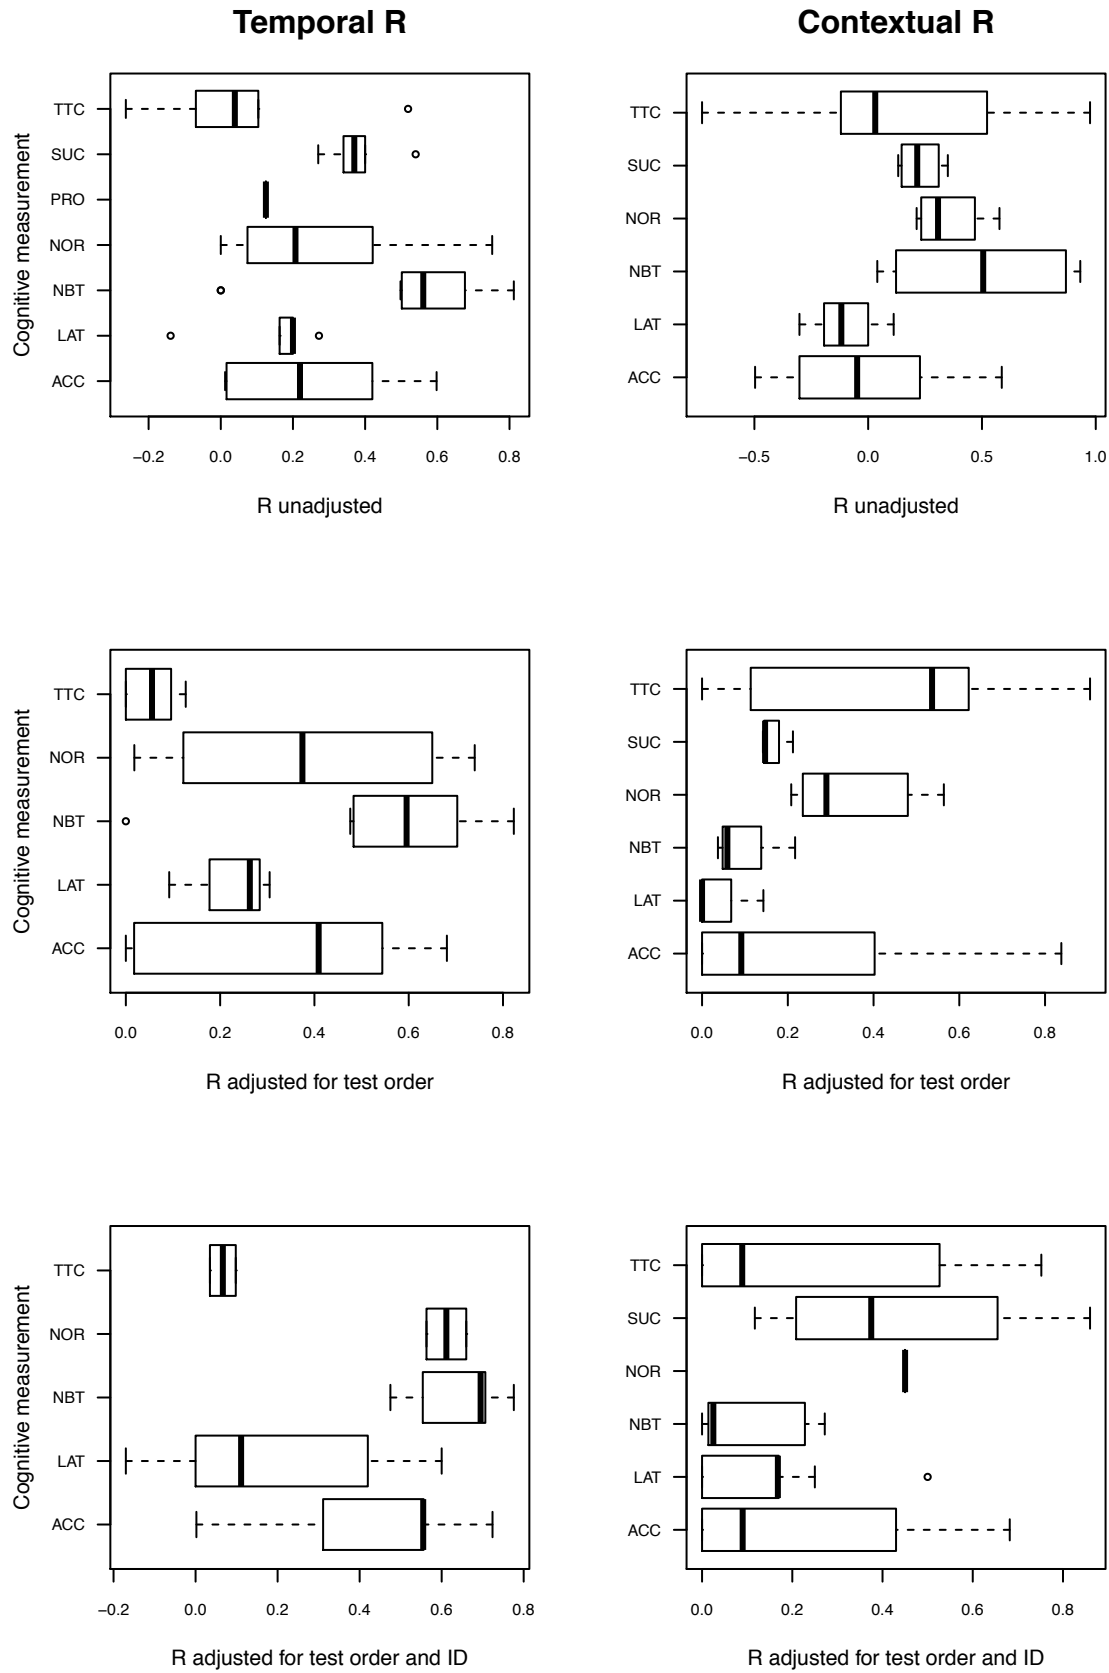 Temporal R
Contextual R
Cognitive measurement
TTC
SUC
PRO
NOR
NBT
LAT
ACC
−0.2 0.0 0.2 0.4 0.6 0.8
R unadjusted
TTC
SUC
NOR
NBT
LAT
ACC
−0.5 0.0 0.5 1.0
R unadjusted
Cognitive measurement
TTC
NOR
NBT
LAT
ACC
0.0 0.2 0.4 0.6 0.8
R adjusted for test order
TTC
SUC
NOR
NBT
LAT
ACC
0.0 0.2 0.4 0.6 0.8
R adjusted for test order
Cognitive measurement
TTC
NOR
NBT
LAT
ACC
−0.2 0.0 0.2 0.4 0.6 0.8
R adjusted for test order and ID
TTC
SUC
NOR
NBT
LAT
ACC
0.0 0.2 0.4 0.6 0.8
R adjusted for test order and ID